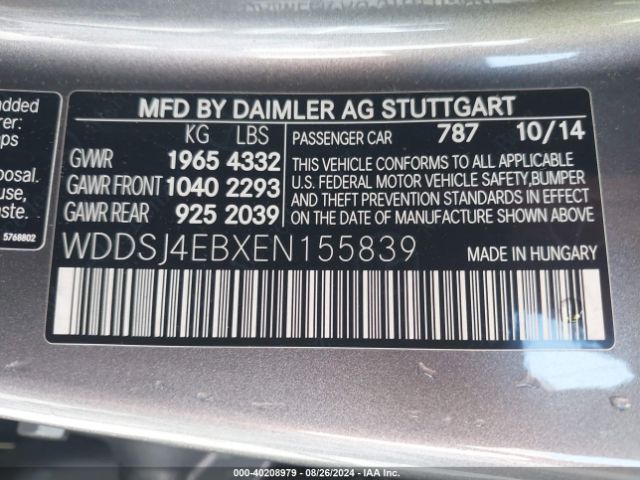 MFD BY DAIMLER AG STUTTGART
KG LBS PASSENGER CAR 787 10/14
GVWR 1965 4332
GAWR FRONT 1040 2293
GAWR REAR 925 2039
THIS VEHICLE CONFORMS TO ALL APPLICABLE
U.S. FEDERAL MOTOR VEHICLE SAFETY, BUMPER
AND THEFT PREVENTION STANDARDS IN EFFECT
ON THE DATE OF MANUFACTURE SHOWN ABOVE.
WDDSJ4EBXEN155839 MADE IN HUNGARY
added
rer:
posal.
use,
aste.
5768802
000-40208979 - 08/26/2024 - IAA Inc.